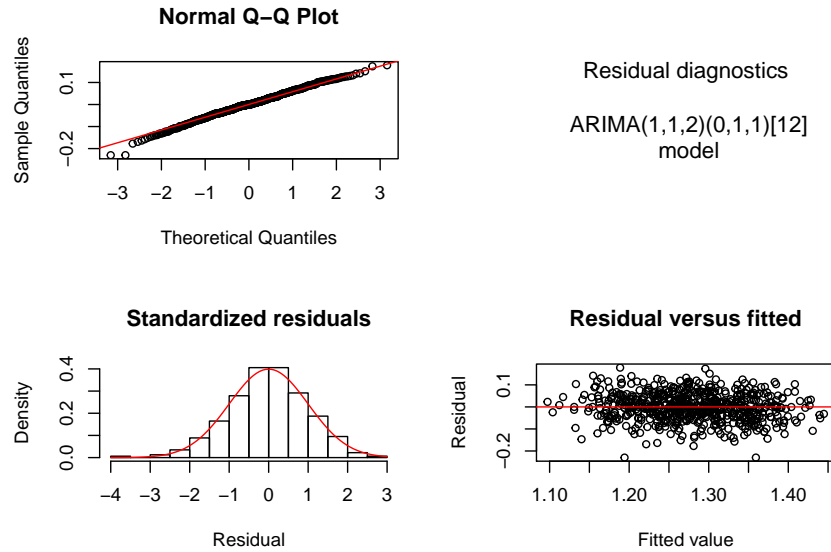 Normal Q−Q Plot
Sample Quantiles
0.1
−0.2
−3 −2 −1 0 1 2 3
Theoretical Quantiles
Residual diagnostics
ARIMA(1,1,2)(0,1,1)[12]
model
Standardized residuals
Density
0.4
0.2
0.0
−4 −3 −2 −1 0 1 2 3
Residual
Residual versus fitted
Residual
0.1
−0.2
1.10 1.20 1.30 1.40
Fitted value